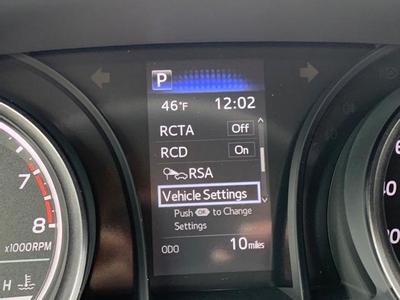 P
46°F 12:02
RCTA Off
RCD On
RSA
Vehicle Settings
Push OK to Change
Settings
ODO 10 miles
7
8
x1000RPM
H